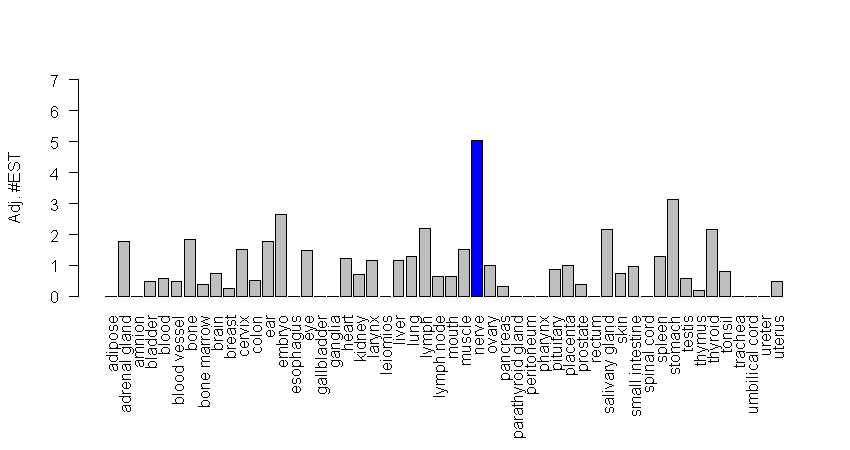 7
6
5
4
3
2
1
0
Adj. #EST
adipose
adrenal gland
amnion
bladder
blood
blood vessel
bone
bone marrow
brain
breast
cervix
colon
ear
embryo
esophagus
eye
gallbladder
ganglia
heart
kidney
larynx
leiomios
liver
lung
lymph
lymph node
mouth
muscle
nerve
ovary
pancreas
parathyroid gland
peritoneum
pharynx
pituitary
placenta
prostate
rectum
salivary gland
skin
small intestine
spinal cord
spleen
stomach
testis
thymus
thyroid
tonsil
trachea
umbilical cord
ureter
uterus